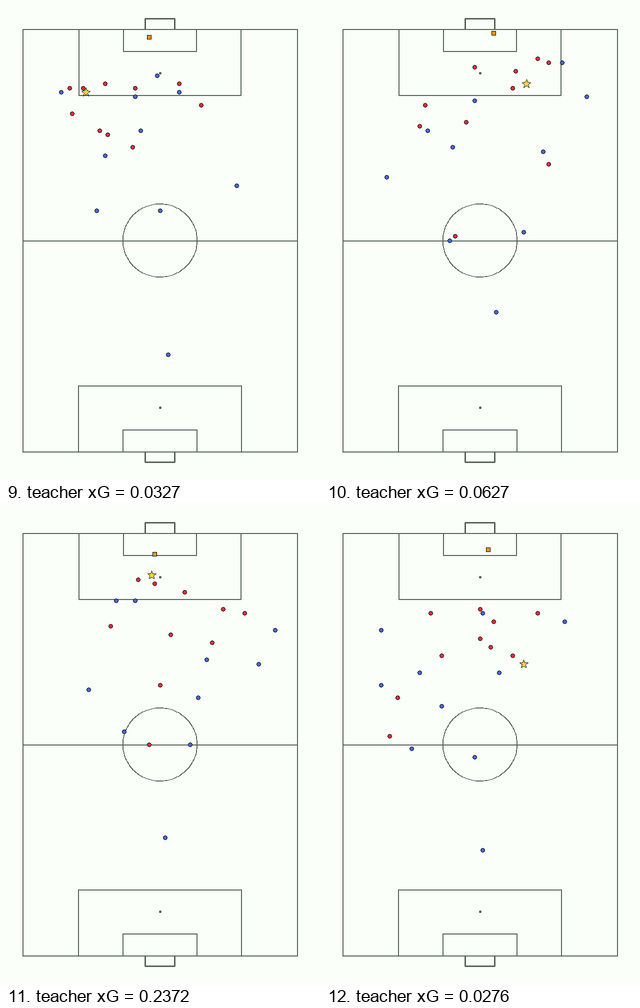 9. teacher xG = 0.0327
10. teacher xG = 0.0627
11. teacher xG = 0.2372
12. teacher xG = 0.0276